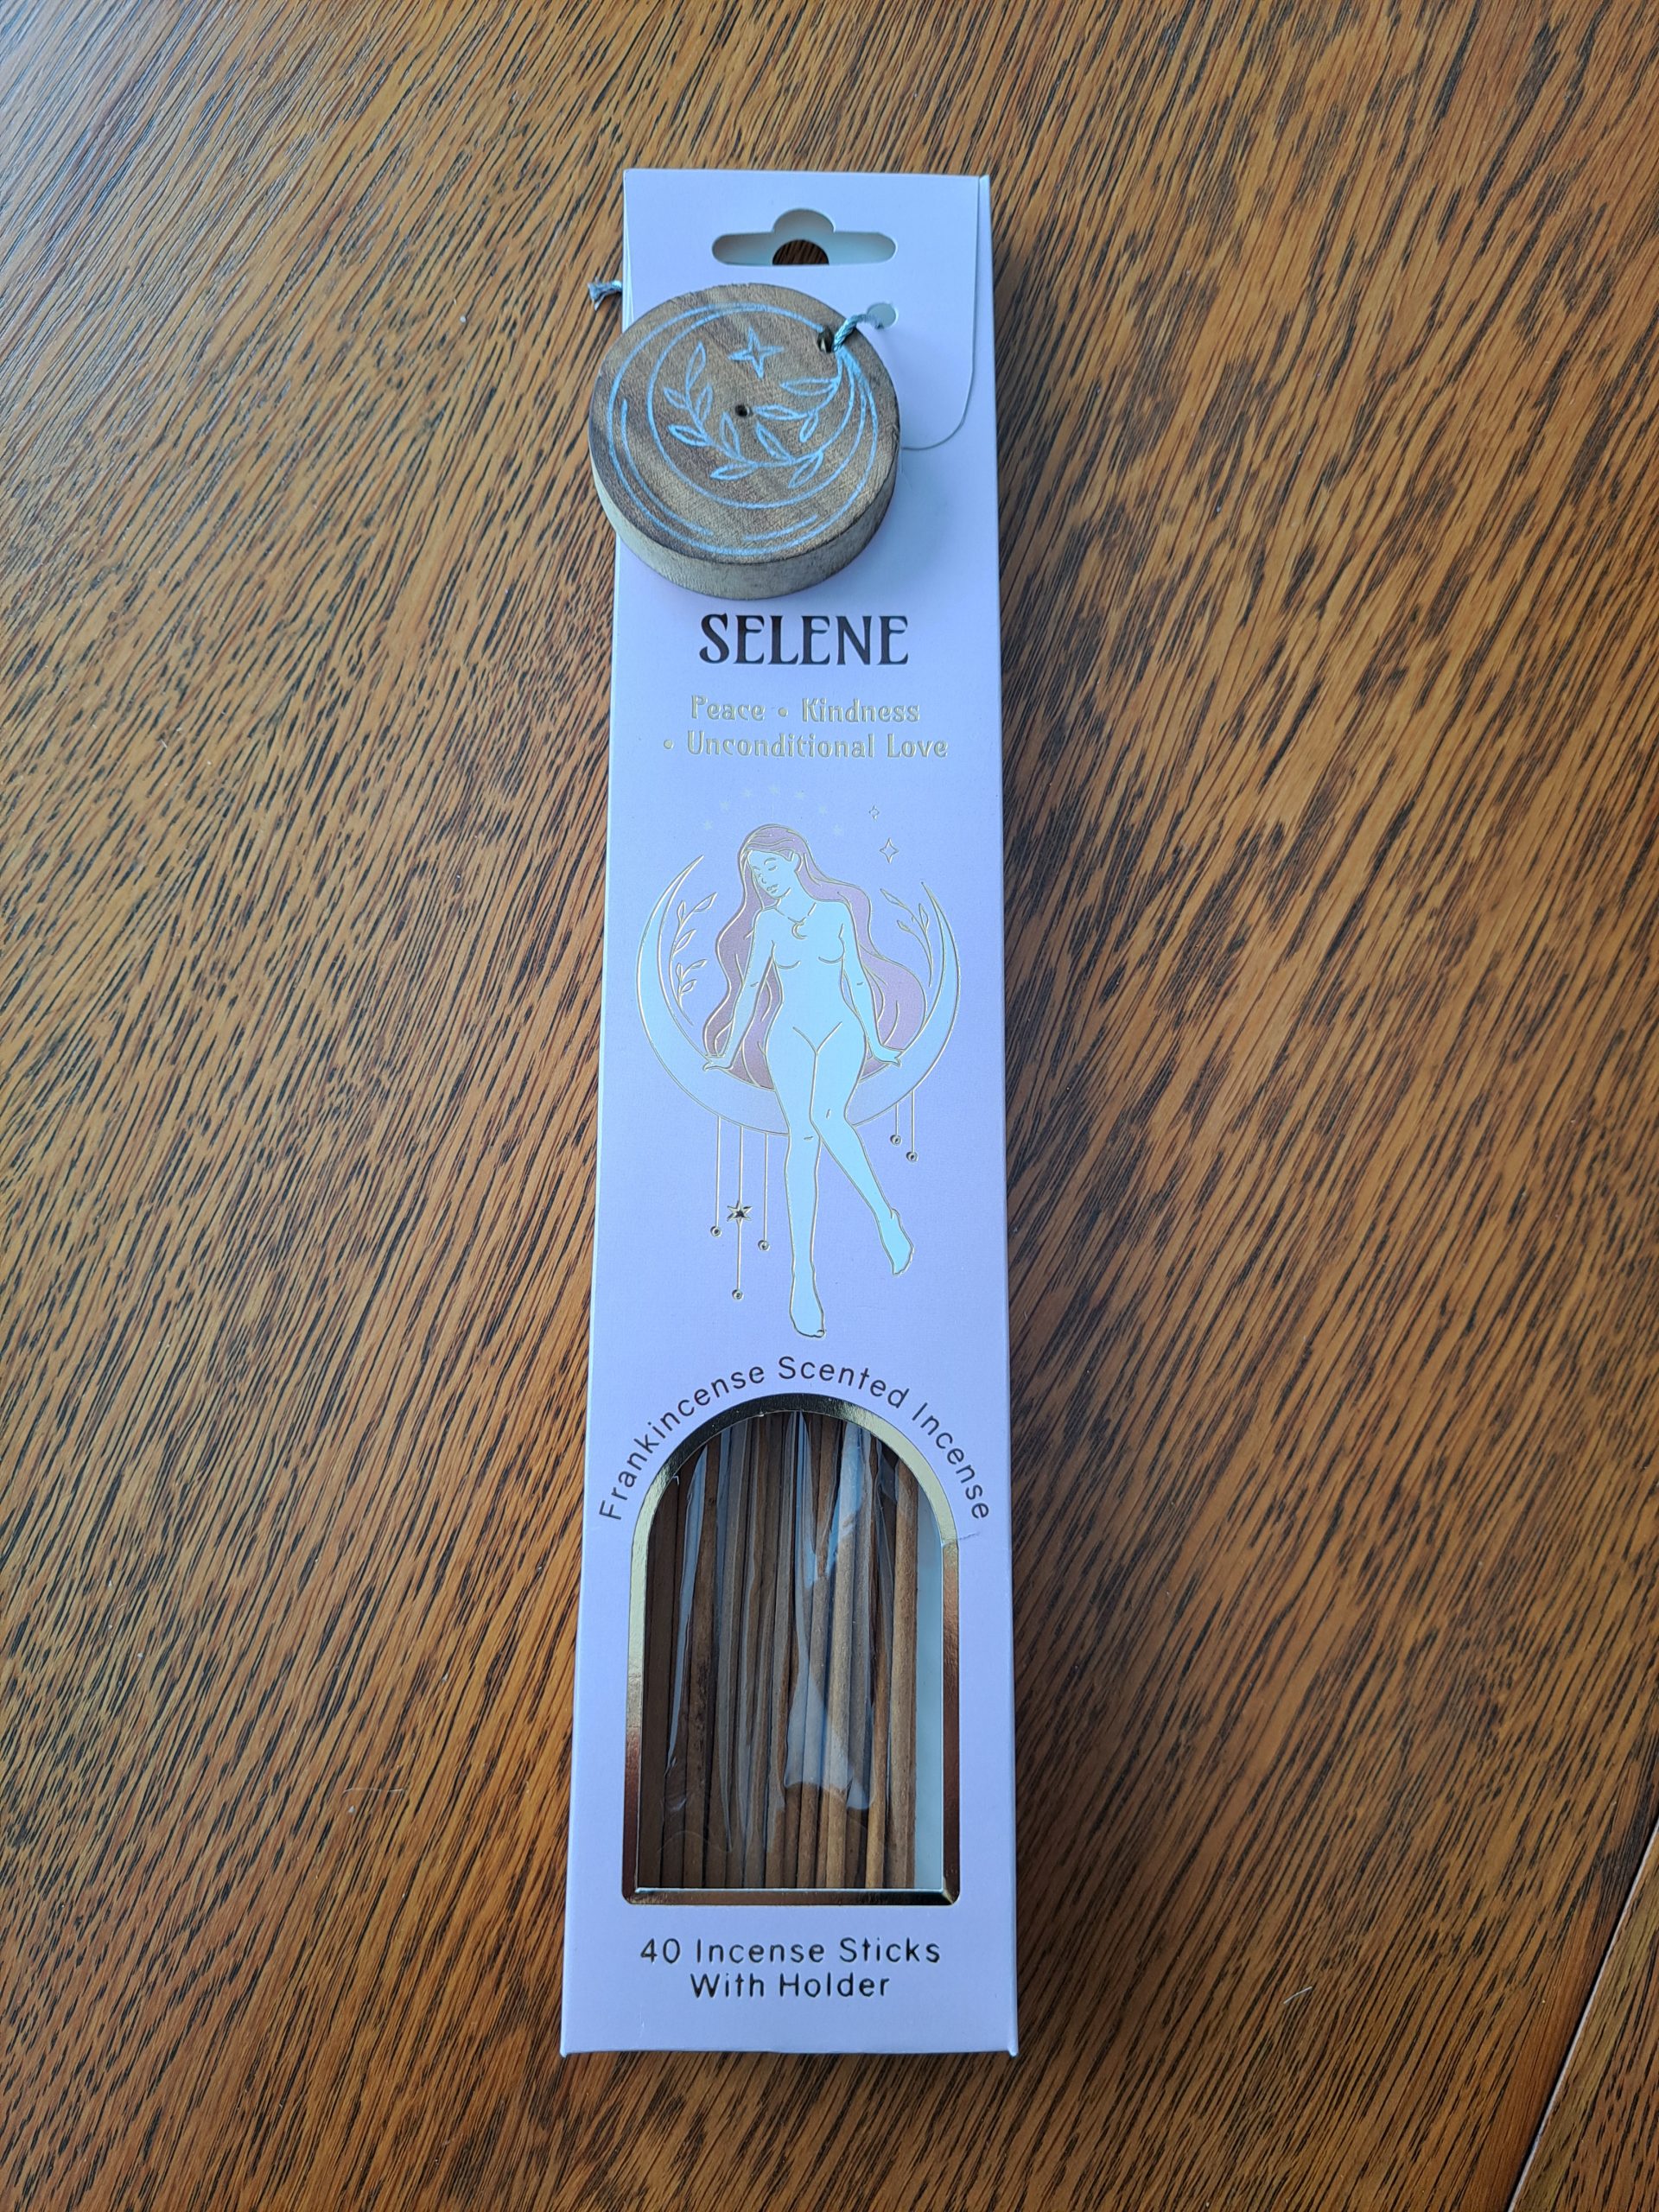 SELENE
Peace • Kindness
• Unconditional Love
Frankincense Scented Incense
40 Incense Sticks
With Holder